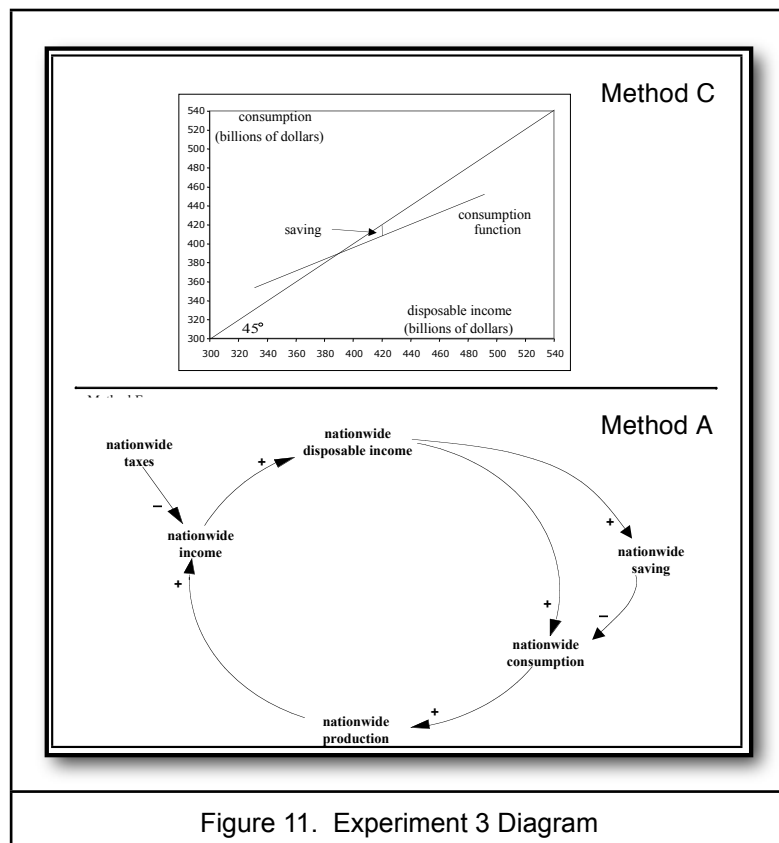 Method C
540
520
500
480
460
440
420
400
380
360
340
320
300
consumption
(billions of dollars)
saving
consumption
function
disposable income
(billions of dollars)
45°
300 320 340 360 380 400 420 440 460 480 500 520 540
Method A
nationwide
taxes
nationwide
disposable income
+
–
nationwide
income
+
nationwide
saving
+
–
+
nationwide
consumption
+
nationwide
production
Figure 11. Experiment 3 Diagram